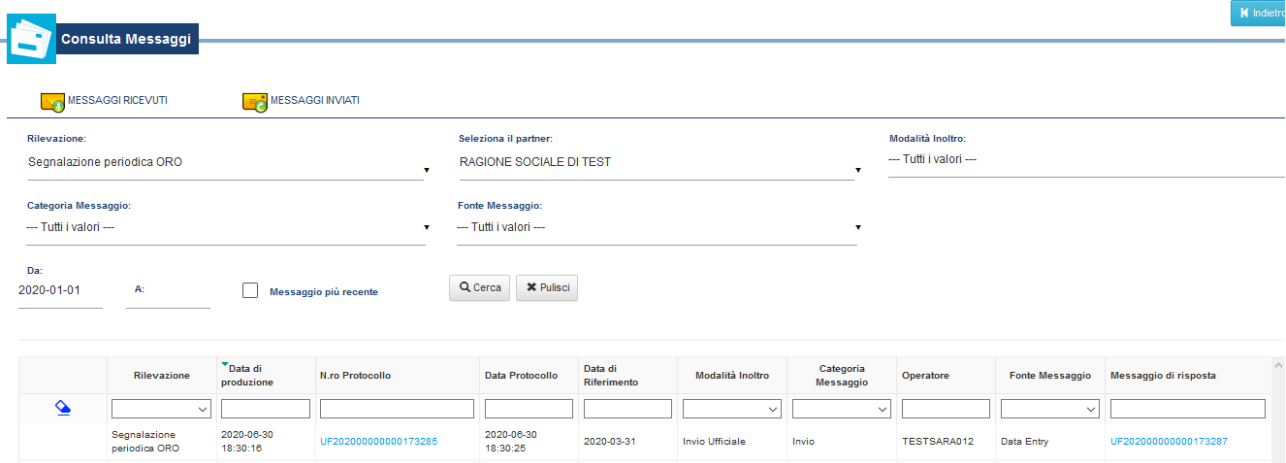 Indietro
Consulta Messaggi
MESSAGGI RICEVUTI MESSAGGI INVIATI
Rilevazione: Seleziona il partner: Modalità Inoltro:
Segnalazione periodica ORO RAGIONE SOCIALE DI TEST --- Tutti i valori ---
Categoria Messaggio: Fonte Messaggio:
--- Tutti i valori --- --- Tutti i valori ---
Da:
2020-01-01 A: Messaggio più recente Cerca Pulisci
Rilevazione Data di produzione N.ro Protocollo Data Protocollo Data di Riferimento Modalità Inoltro Categoria Messaggio Operatore Fonte Messaggio Messaggio di risposta
Segnalazione periodica ORO 2020-06-30 18:30:16 UF202000000000173285 2020-06-30 18:30:25 2020-03-31 Invio Ufficiale Invio TESTSARA012 Data Entry UF202000000000173287